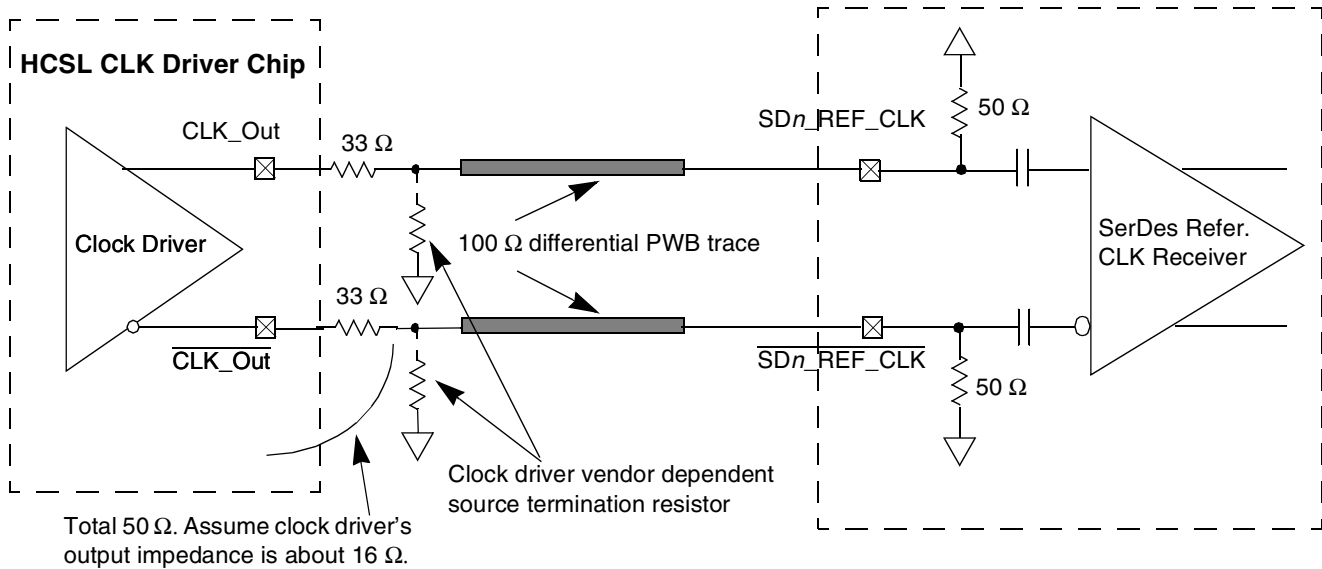 HCSL CLK Driver Chip
CLK_Out
33 Ω
SDn_REF_CLK
50 Ω
Clock Driver
100 Ω differential PWB trace
SerDes Refer.
CLK Receiver
33 Ω
CLK_Out
SDn_REF_CLK
50 Ω
Clock driver vendor dependent
source termination resistor
Total 50 Ω. Assume clock driver's
output impedance is about 16 Ω.